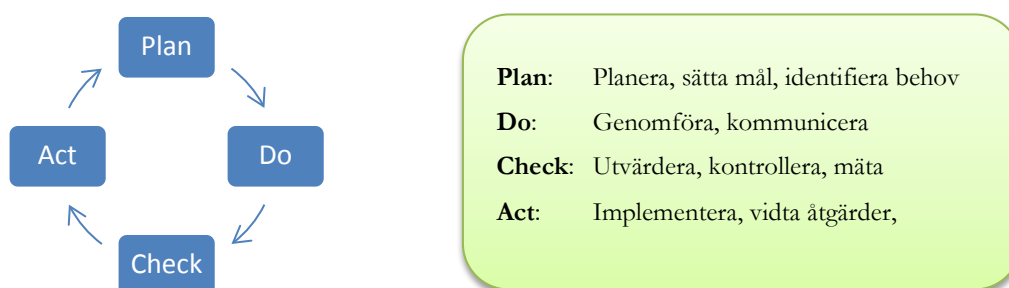 Plan
Act
Do
Check
Plan: Planera, sätta mål, identifiera behov
Do: Genomföra, kommunicera
Check: Utvärdera, kontrollera, mäta
Act: Implementera, vidta åtgärder,